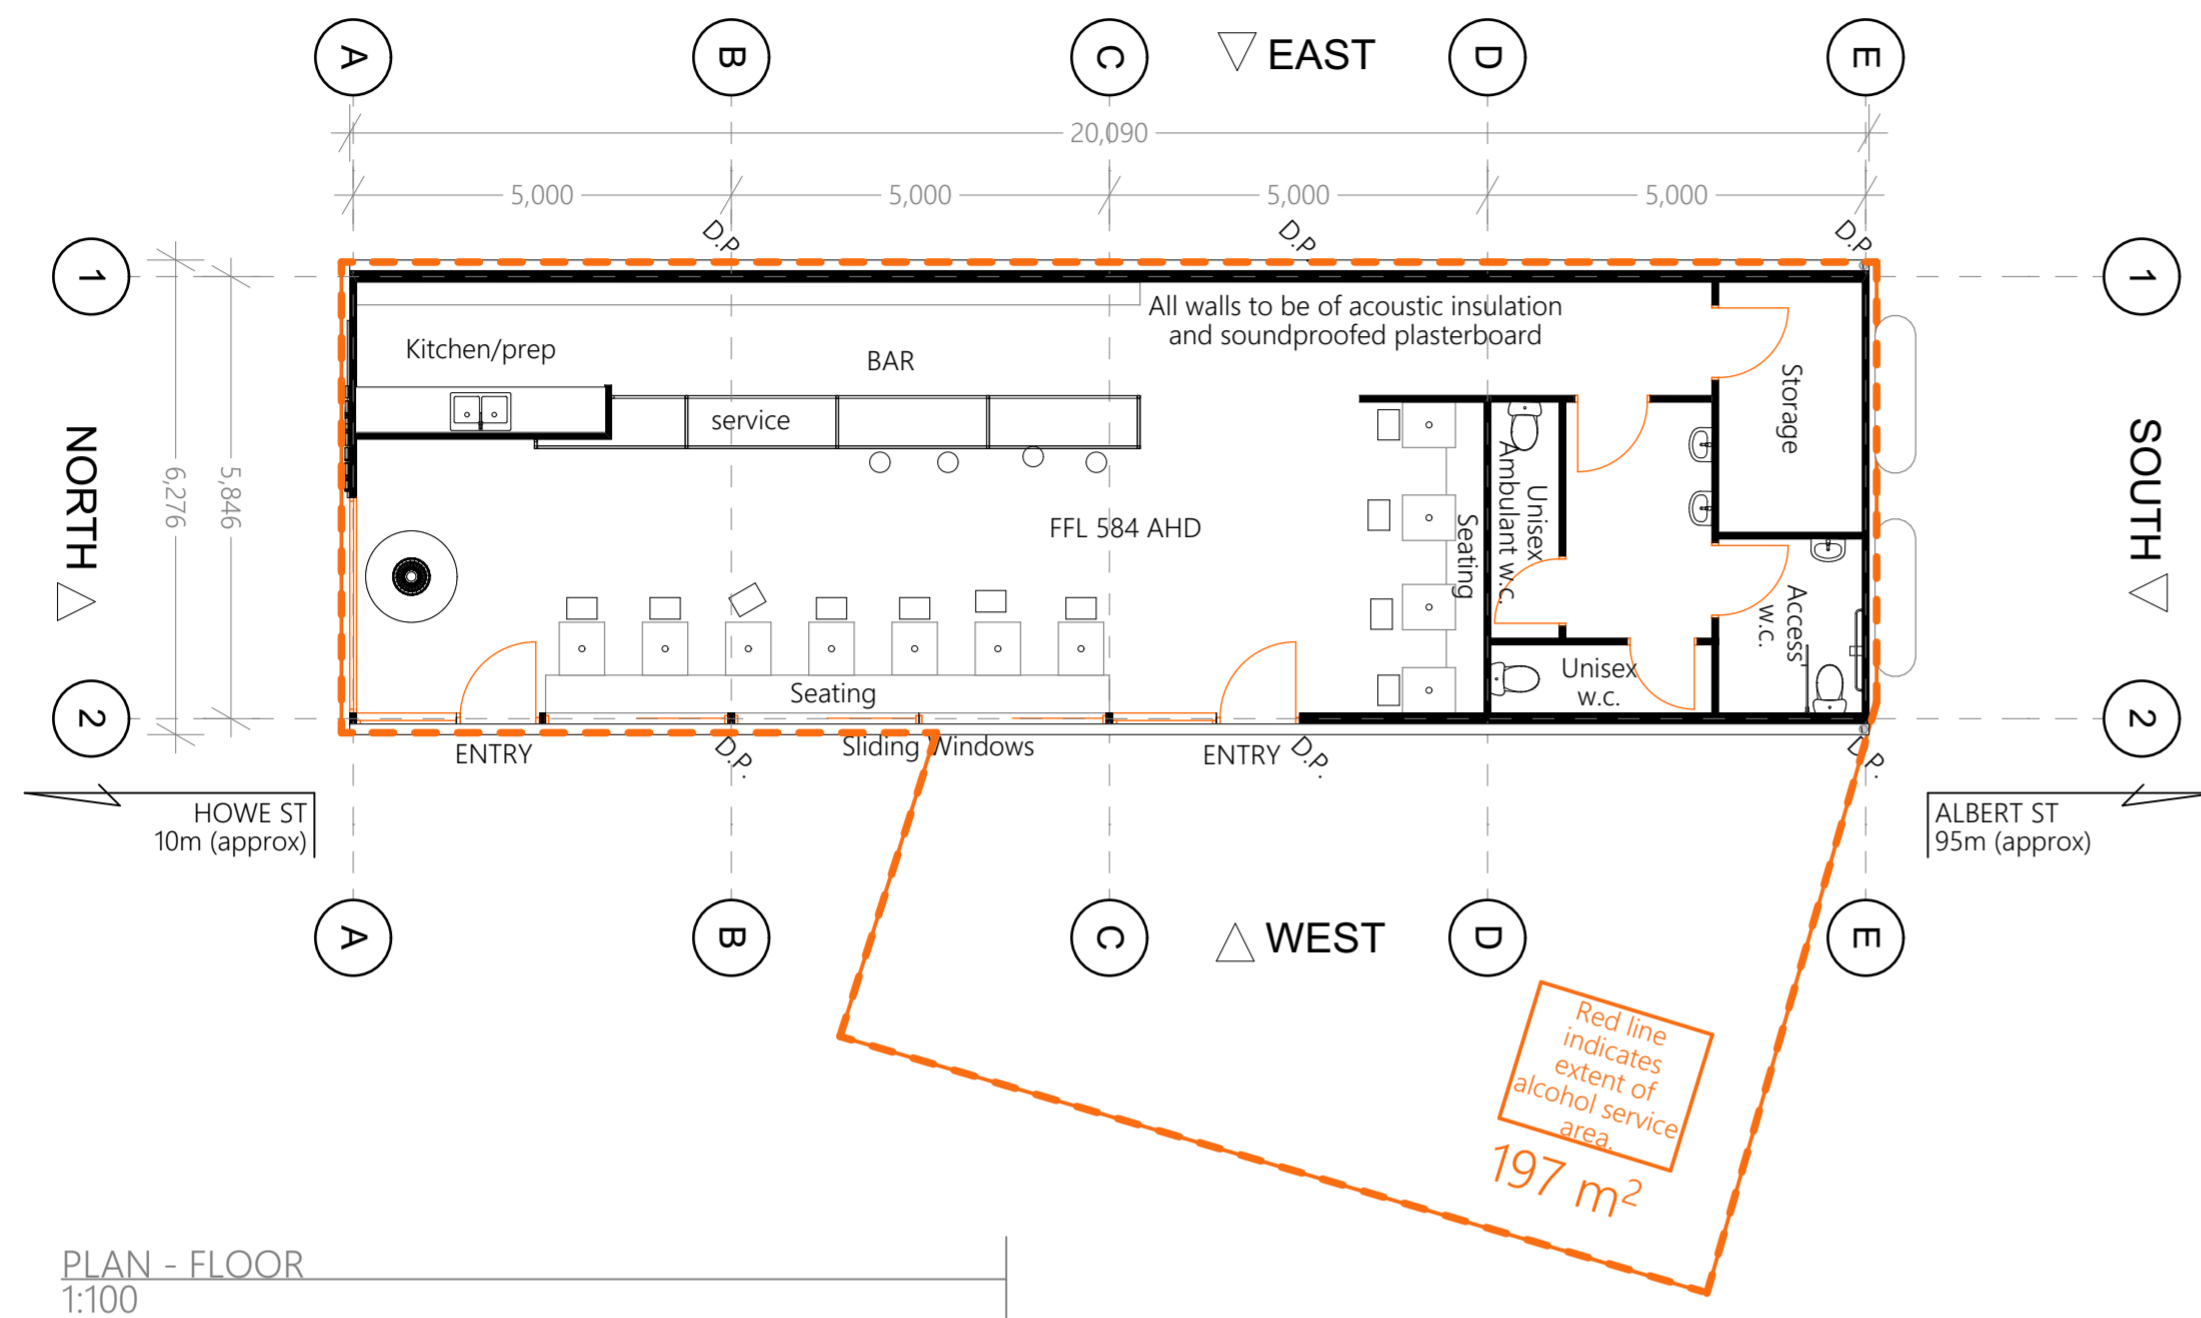 A
B
C
EAST
D
E
20,090
5,000
5,000
5,000
5,000
D.P.
D.P.
D.P.
1
1
All walls to be of acoustic insulation
and soundproofed plasterboard
Kitchen/prep
BAR
service
Storage
NORTH
6,276
5,846
SOUTH
FFL 584 AHD
Seating
Unisex
Ambulant w.c.
Access'
w.c.
Seating
Unisex
w.c.
2
2
ENTRY
D.P.
Sliding Windows
ENTRY
D.P.
D.P.
HOWE ST
10m (approx)
ALBERT ST
95m (approx)
A
B
C
WEST
D
E
Red line
indicates
extent of
alcohol service
area.
197 m²
PLAN - FLOOR
1:100